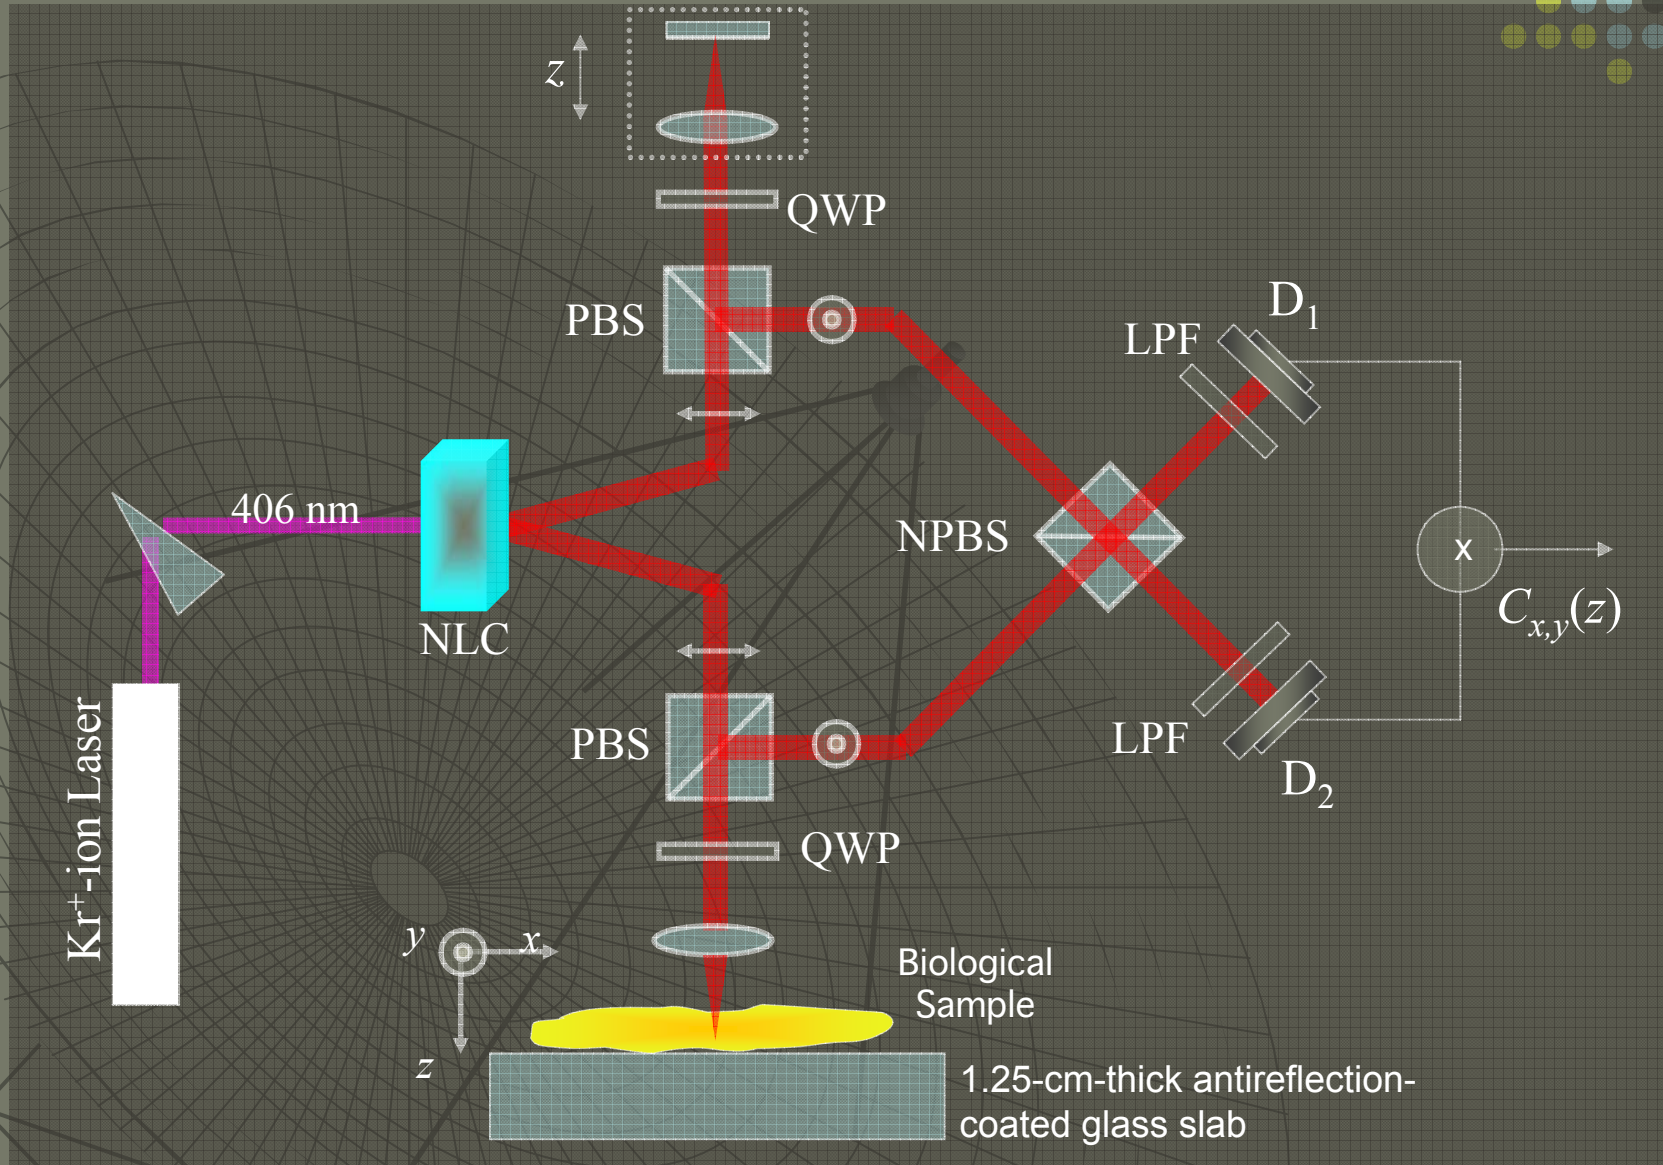 z
QWP
PBS
D1
LPF
406 nm
NPBS
x
Cx,y(z)
NLC
Kr+-ion Laser
PBS
LPF
D2
QWP
y
x
z
Biological
Sample
1.25-cm-thick antireflection-
coated glass slab